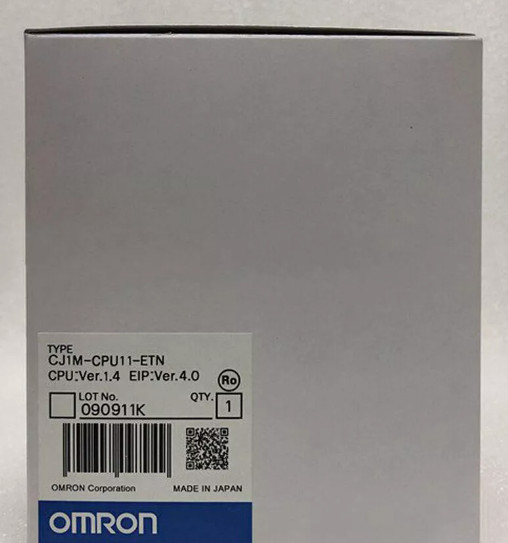 TYPE
CJ1M-CPU11-ETN
CPU:Ver.1.4 EIP:Ver.4.0
Ro
LOT No. QTY.
090911K 1
OMRON Corporation MADE IN JAPAN
OMRON